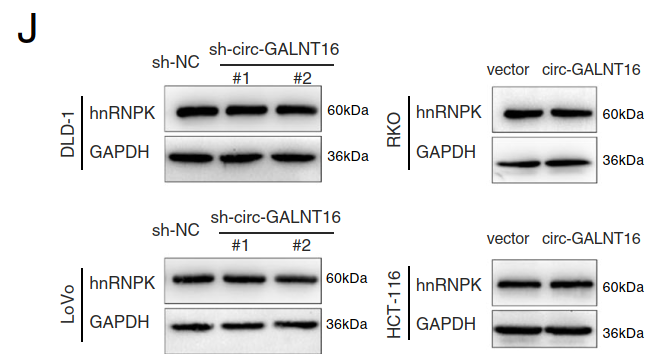 J
sh-NC sh-circ-GALNT16
#1 #2
DLD-1
hnRNPK 60kDa
GAPDH 36kDa
vector circ-GALNT16
RKO
hnRNPK 60kDa
GAPDH 36kDa
sh-NC sh-circ-GALNT16
#1 #2
LoVo
hnRNPK 60kDa
GAPDH 36kDa
vector circ-GALNT16
HCT-116
hnRNPK 60kDa
GAPDH 36kDa